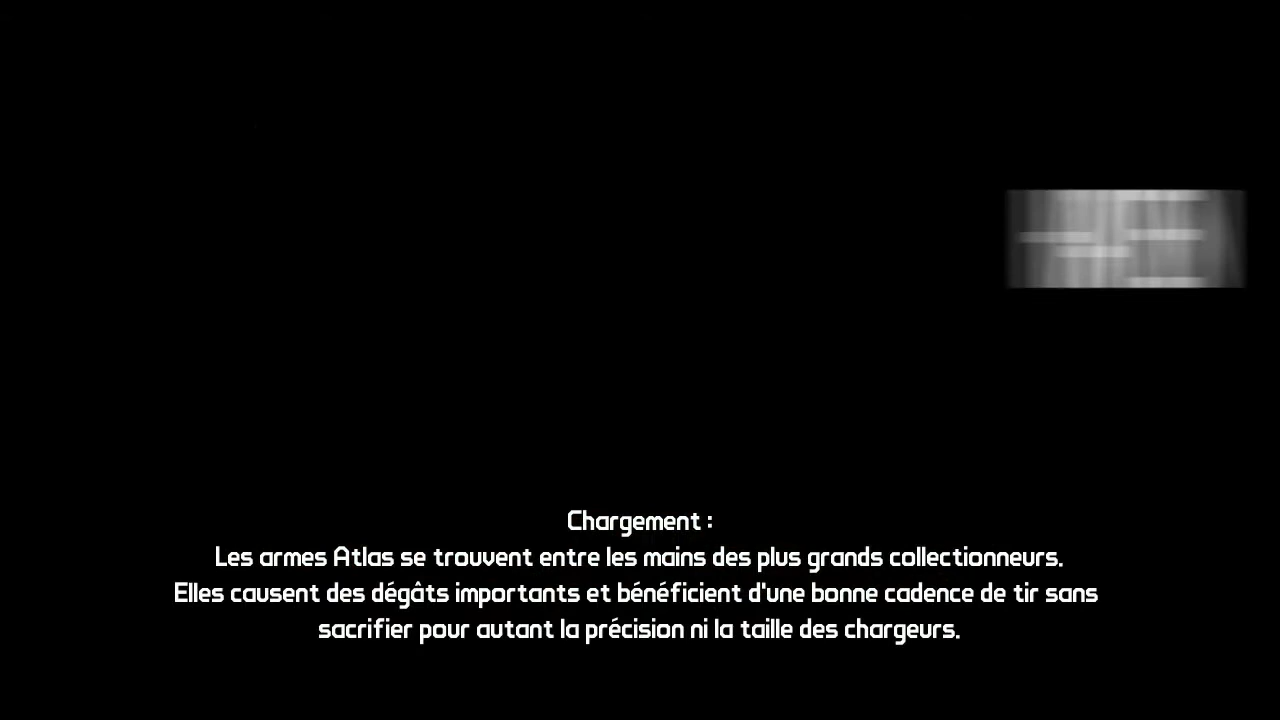 Chargement :
Les armes Atlas se trouvent entre les mains des plus grands collectionneurs.
Elles causent des dégâts importants et bénéficient d'une bonne cadence de tir sans
sacrifier pour autant la précision ni la taille des chargeurs.